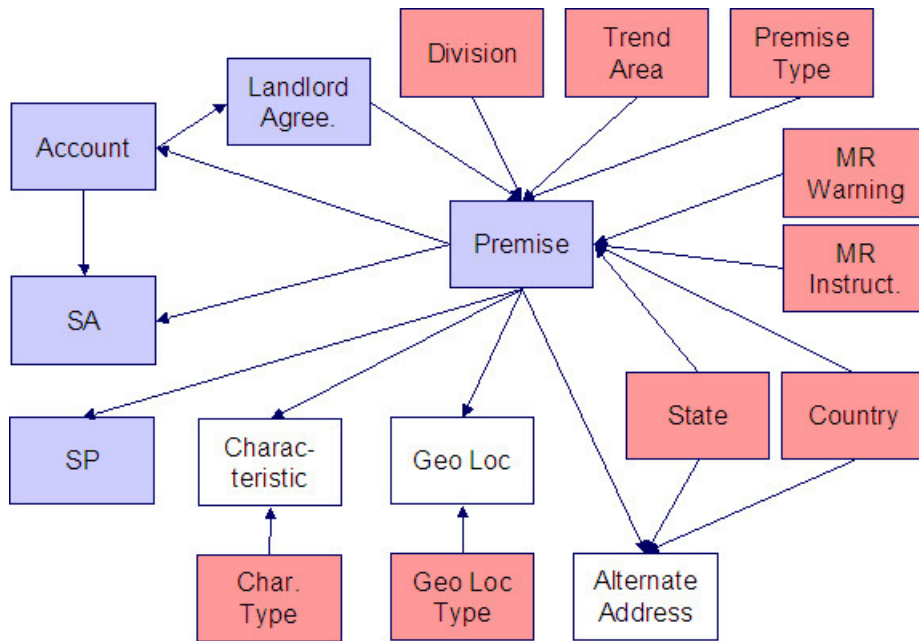 Division
Trend
Area
Premise
Type
Landlord
Agree.
Account
MR
Warning
Premise
MR
Instruct.
SA
State
Country
SP
Charac-
teristic
Geo Loc
Char.
Type
Geo Loc
Type
Alternate
Address